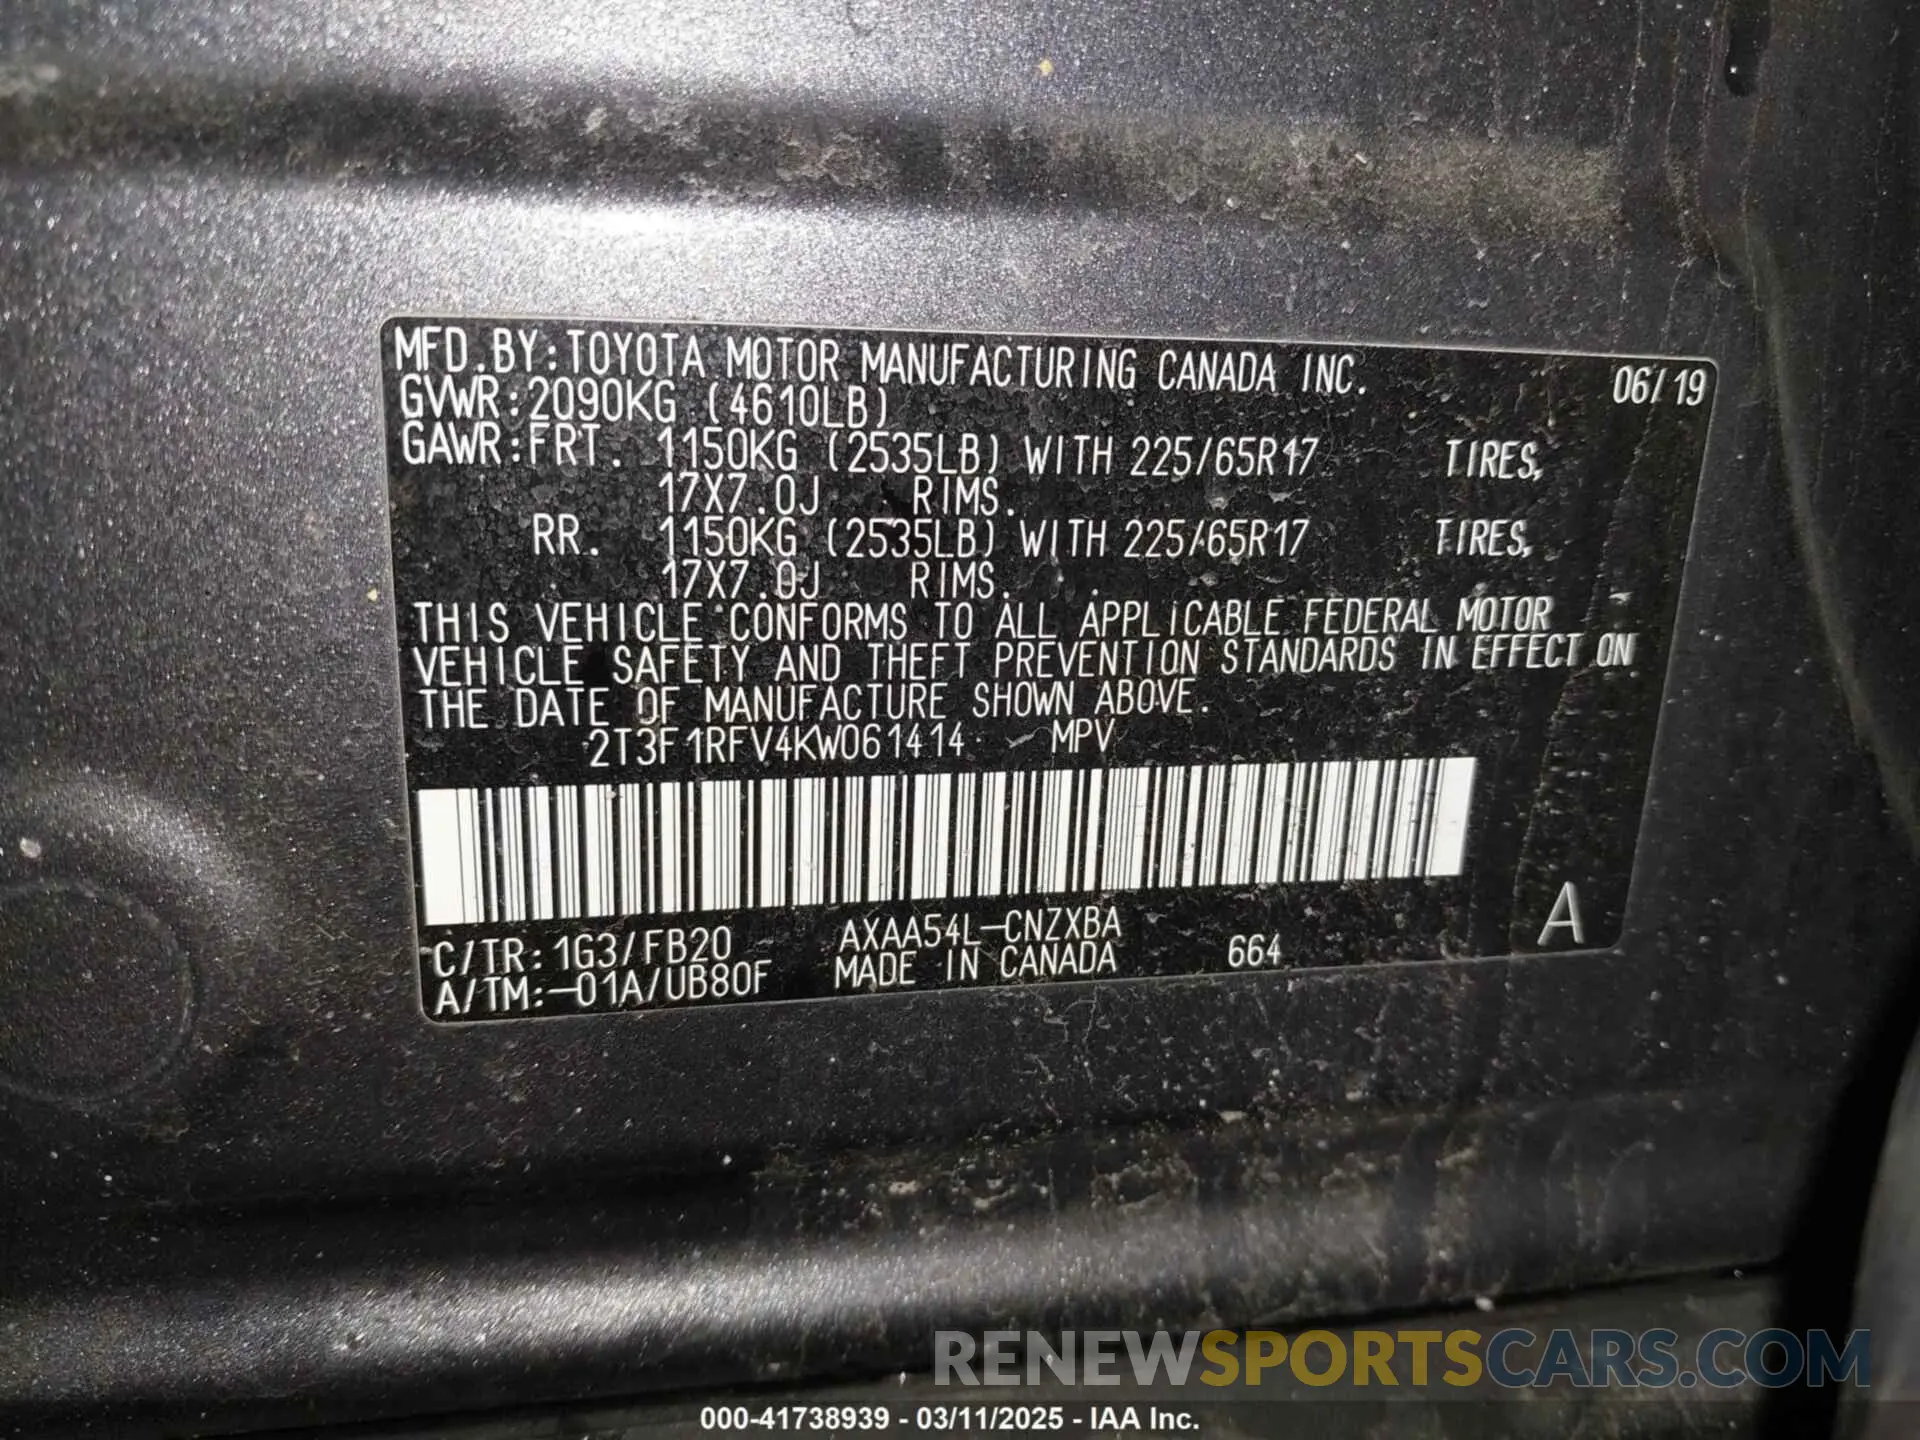 MFD.BY:TOYOTA MOTOR MANUFACTURING CANADA INC. 06/19
GVWR:2090KG (4610LB)
GAWR:FRT. 1150KG (2535LB) WITH 225/65R17 TIRES,
17X7.0J RIMS.
RR. 1150KG (2535LB) WITH 225/65R17 TIRES,
17X7.0J RIMS.
THIS VEHICLE CONFORMS TO ALL APPLICABLE FEDERAL MOTOR
VEHICLE SAFETY AND THEFT PREVENTION STANDARDS IN EFFECT ON
THE DATE OF MANUFACTURE SHOWN ABOVE.
2T3F1RFV4KW061414 MPV
C/TR:1G3/FB20 AXAA54L-CNZXBA 664 A
A/TM:-01A/UB80F MADE IN CANADA
RENEWSPORTSCARS.COM
000-41738939 - 03/11/2025 - IAA Inc.